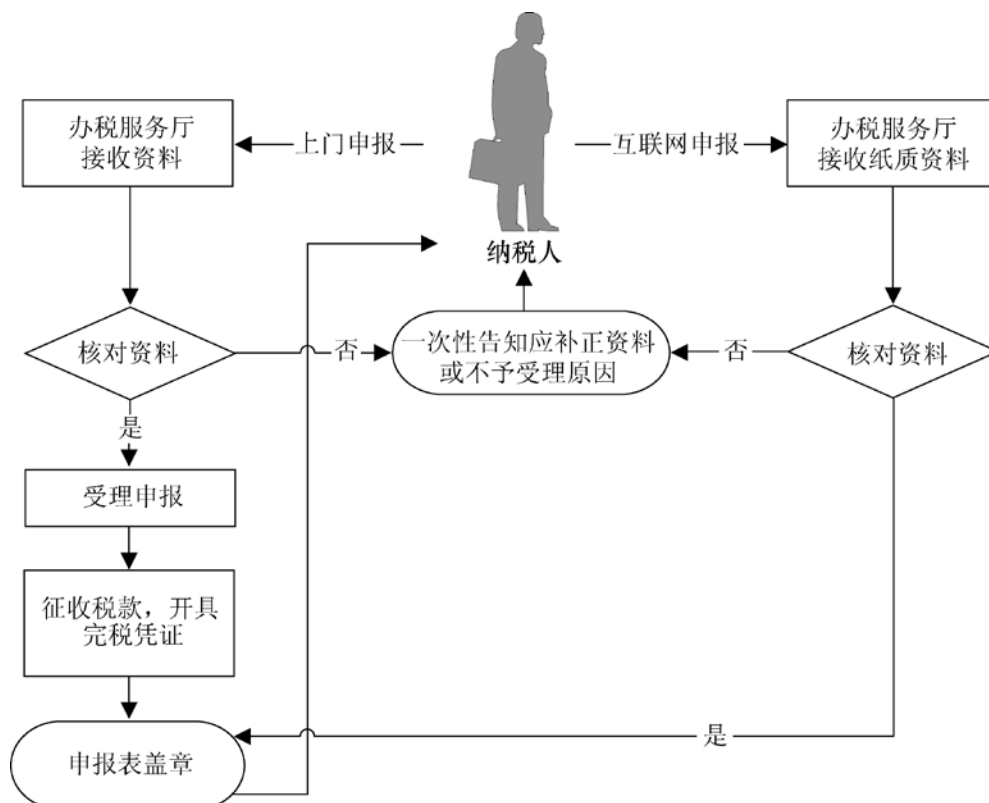 办税服务厅
接收资料
上门申报
互联网申报
办税服务厅
接收纸质资料
纳税人
核对资料
否
一次性告知应补正资料
或不予受理原因
否
核对资料
是
受理申报
征收税款，开具
完税凭证
是
申报表盖章